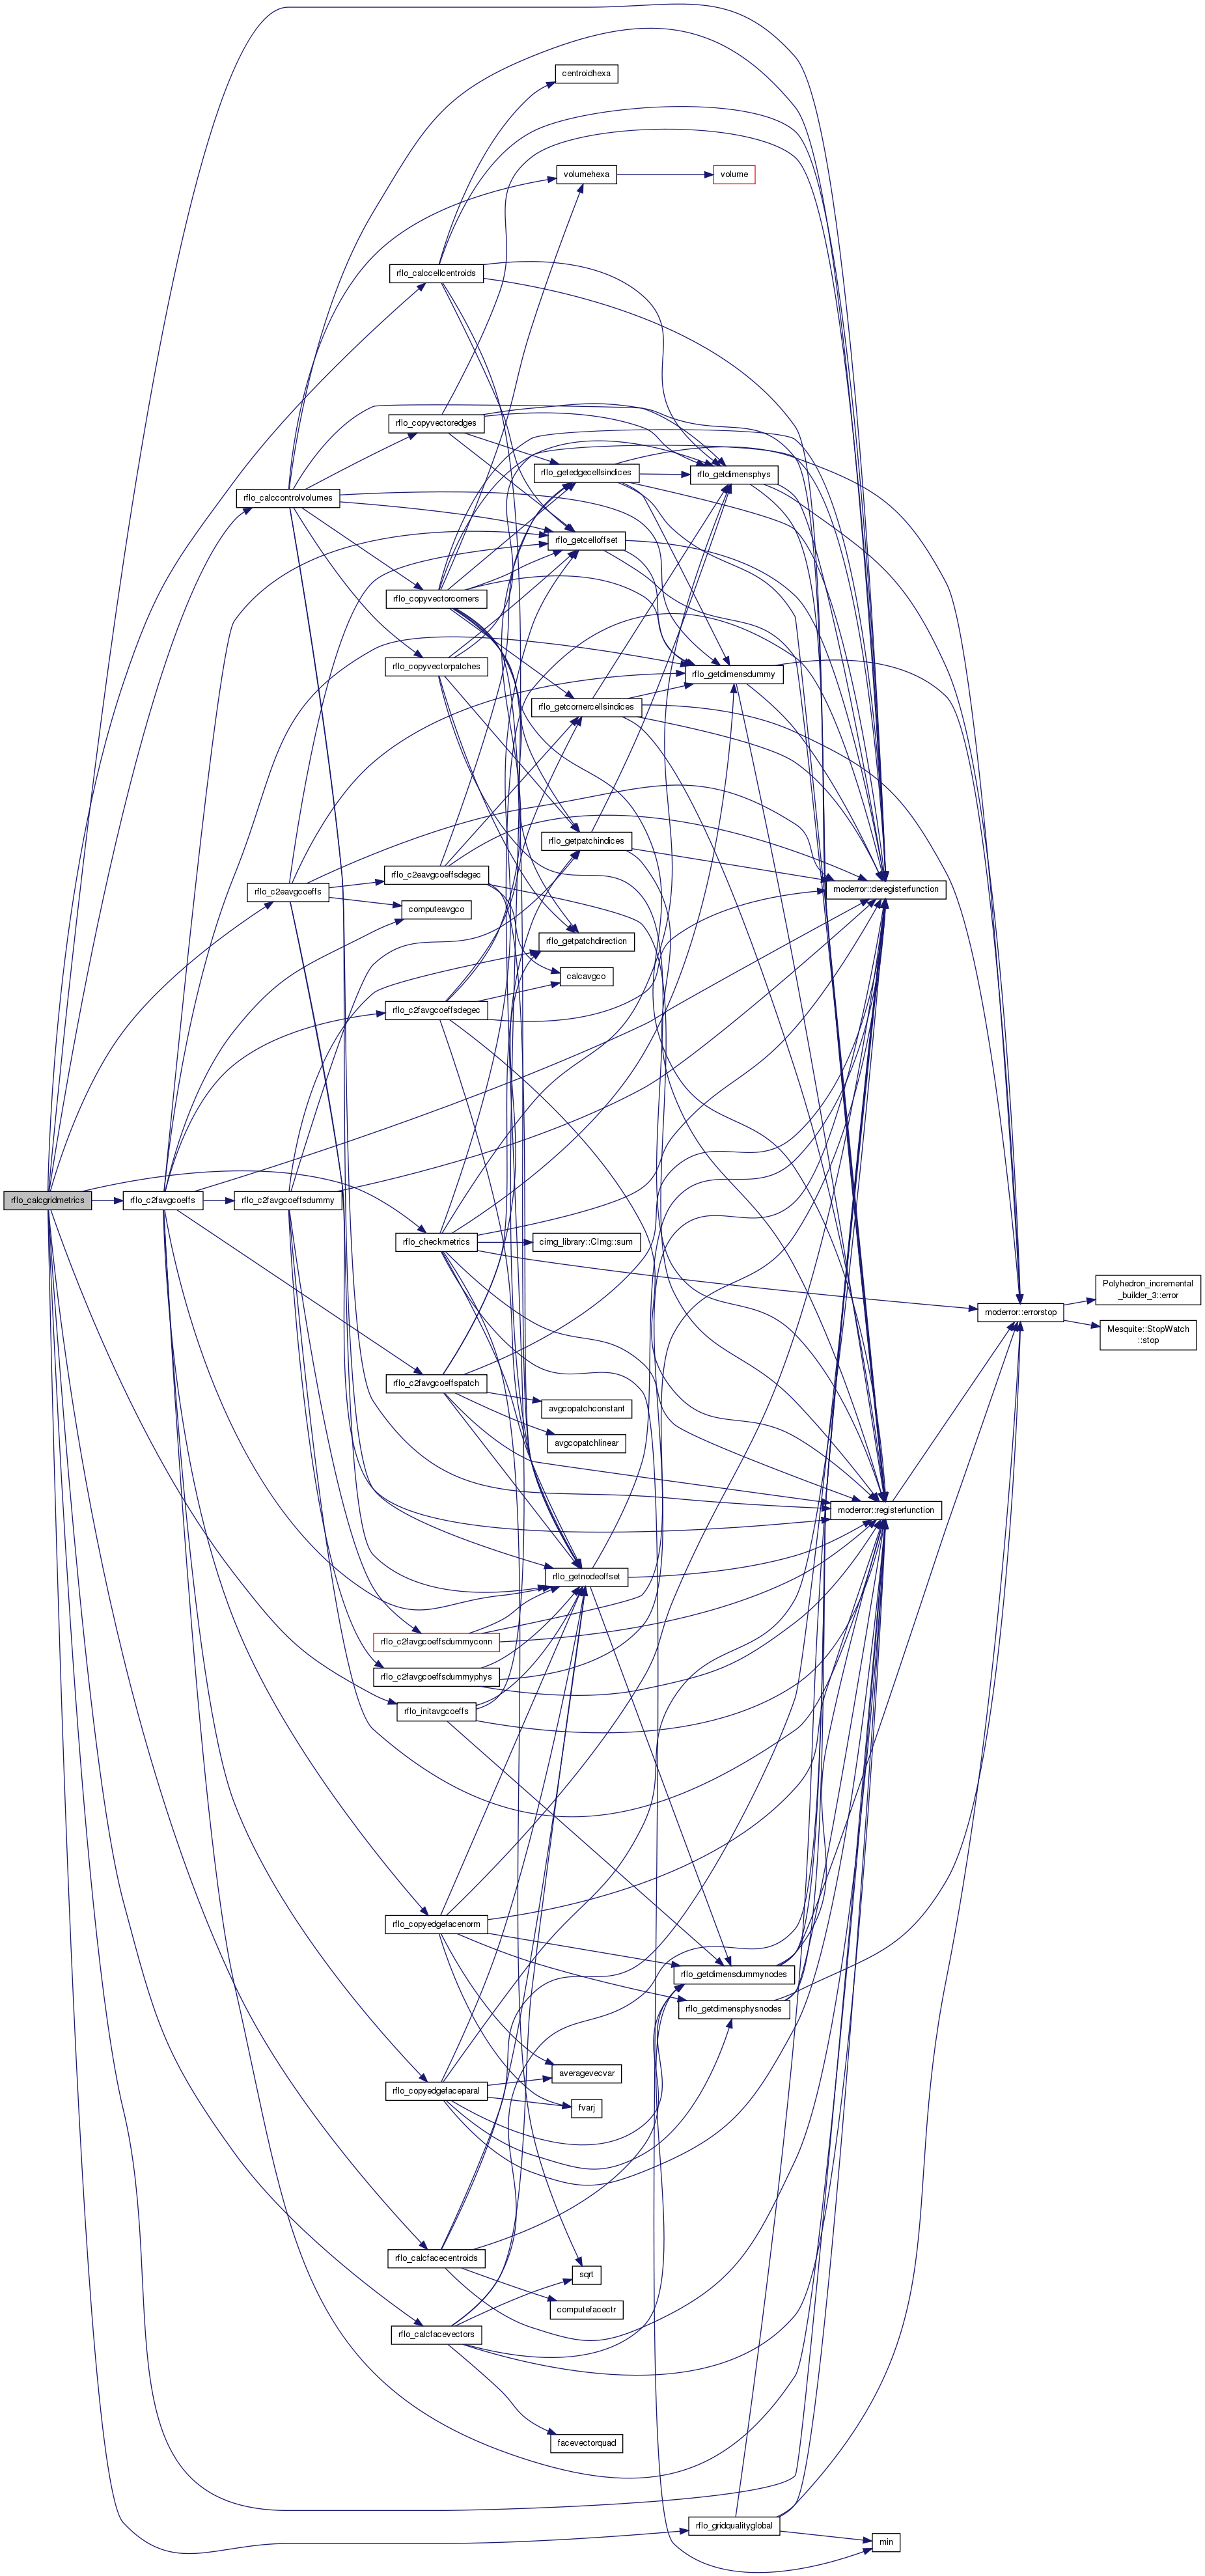 centroidhexa
volumehexa
volume
rflo_calccellcentroids
rflo_copyvectoredges
rflo_getedgecellsindices
rflo_getdimensphys
rflo_calccontrolvolumes
rflo_getcelloffset
rflo_copyvectorcorners
rflo_copyvectorpatches
rflo_getdimensdummy
rflo_getcornercellsindices
rflo_getpatchindices
rflo_c2eavgcoeffsdegec
rflo_c2eavgcoeffs
moderror::deregisterfunction
computeavgco
rflo_getpatchdirection
calcavgco
rflo_c2favgcoeffsdegec
rflo_calcgridmetrics
rflo_c2favgcoeffs
rflo_c2favgcoeffsdummy
rflo_checkmetrics
cimg_library::CImg::sum
Polyhedron_incremental
_builder_3::error
moderror::errorstop
Mesquite::StopWatch
::stop
rflo_c2favgcoeffspatch
avgcopatchconstant
avgcopatchlinear
moderror::registerfunction
rflo_getnodeoffset
rflo_c2favgcoeffsdummyconn
rflo_c2favgcoeffsdummyphys
rflo_initavgcoeffs
rflo_copyedgefacenorm
rflo_getdimensdummynodes
rflo_getdimensphysnodes
averagevecvar
rflo_copyedgefaceparal
fvarj
rflo_calcfacecentroids
sqrt
computefacectr
rflo_calcfacevectors
facevectorquad
rflo_gridqualityglobal
min